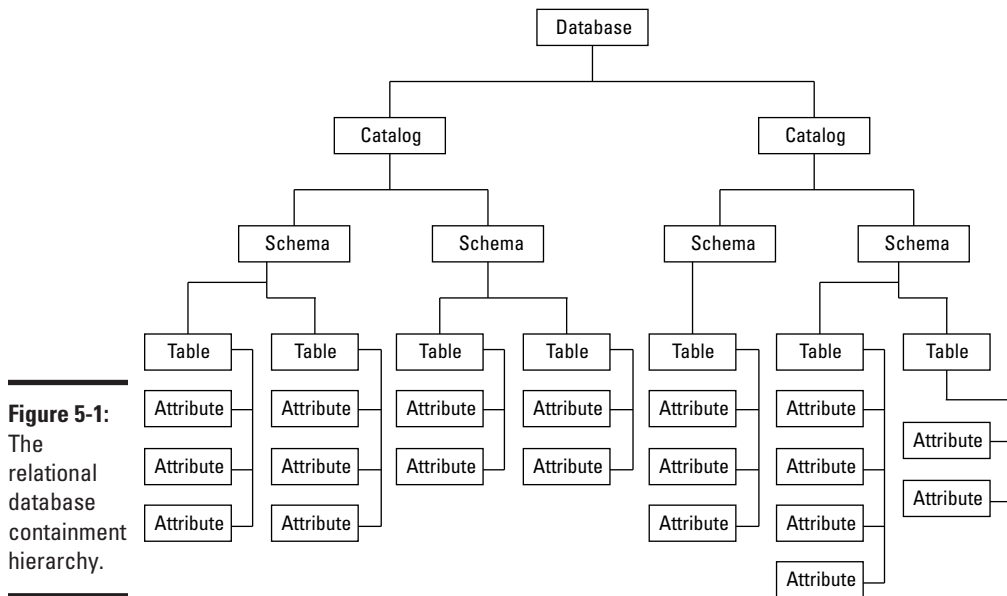 Database
Catalog Catalog
Schema Schema Schema Schema
Table Table Table Table Table Table Table
Attribute Attribute Attribute Attribute Attribute Attribute
Attribute
Attribute Attribute Attribute Attribute Attribute Attribute
Attribute
Attribute Attribute Attribute Attribute
Attribute
Figure 5-1:
The
relational
database
containment
hierarchy.